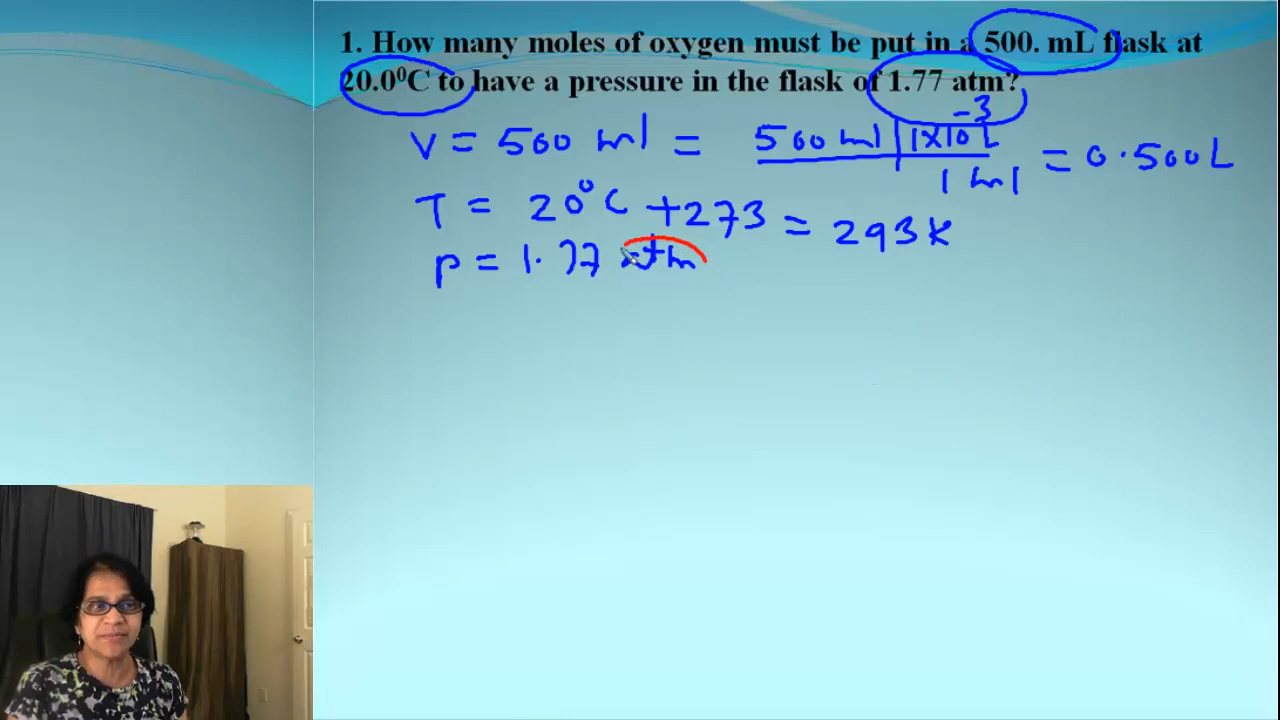 1. How many moles of oxygen must be put in a 500. mL flask at
20.0⁰C to have a pressure in the flask of 1.77 atm?
V = 500 ml = 500 ml | 1x10⁻³ L / 1 ml = 0.500L
T = 20⁰C +273 = 293 K
P = 1.77 atm